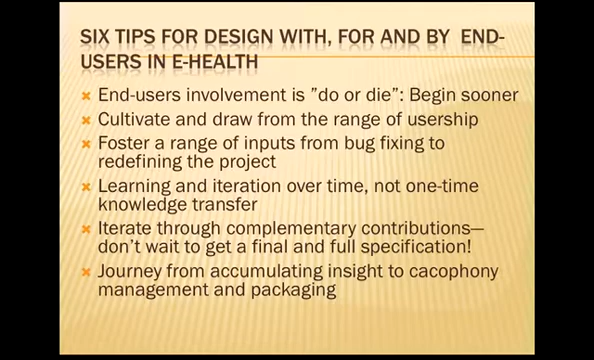 SIX TIPS FOR DESIGN WITH, FOR AND BY END-
USERS IN E-HEALTH
End-users involvement is ”do or die”: Begin sooner
Cultivate and draw from the range of usership
Foster a range of inputs from bug fixing to
redefining the project
Learning and iteration over time, not one-time
knowledge transfer
Iterate through complementary contributions—
don’t wait to get a final and full specification!
Journey from accumulating insight to cacophony
management and packaging